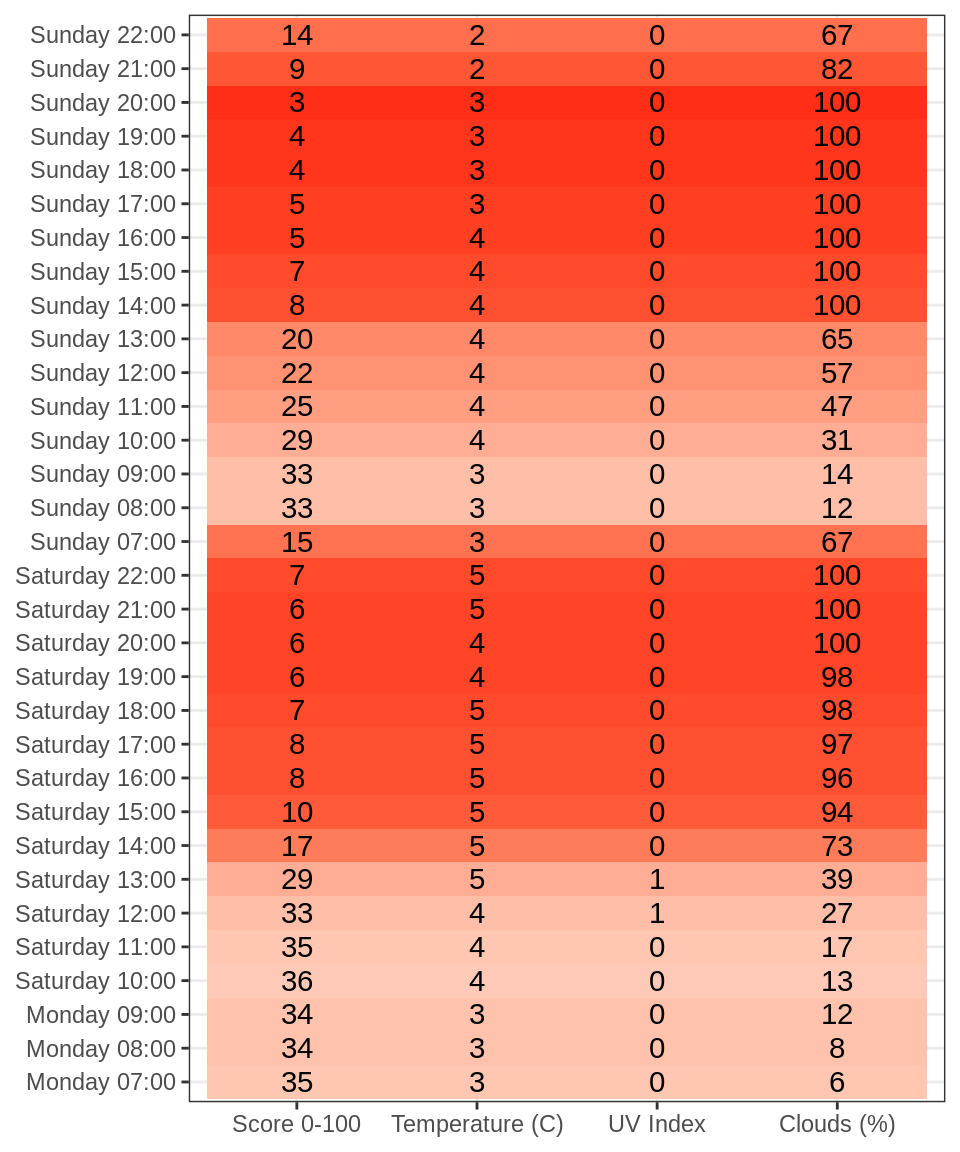 Sunday 22:00 14 2 0 67
Sunday 21:00 9 2 0 82
Sunday 20:00 3 3 0 100
Sunday 19:00 4 3 0 100
Sunday 18:00 4 3 0 100
Sunday 17:00 5 3 0 100
Sunday 16:00 5 4 0 100
Sunday 15:00 7 4 0 100
Sunday 14:00 8 4 0 100
Sunday 13:00 20 4 0 65
Sunday 12:00 22 4 0 57
Sunday 11:00 25 4 0 47
Sunday 10:00 29 4 0 31
Sunday 09:00 33 3 0 14
Sunday 08:00 33 3 0 12
Sunday 07:00 15 3 0 67
Saturday 22:00 7 5 0 100
Saturday 21:00 6 5 0 100
Saturday 20:00 6 4 0 100
Saturday 19:00 6 4 0 98
Saturday 18:00 7 5 0 98
Saturday 17:00 8 5 0 97
Saturday 16:00 8 5 0 96
Saturday 15:00 10 5 0 94
Saturday 14:00 17 5 0 73
Saturday 13:00 29 5 1 39
Saturday 12:00 33 4 1 27
Saturday 11:00 35 4 0 17
Saturday 10:00 36 4 0 13
Monday 09:00 34 3 0 12
Monday 08:00 34 3 0 8
Monday 07:00 35 3 0 6
Score 0-100 Temperature (C) UV Index Clouds (%)